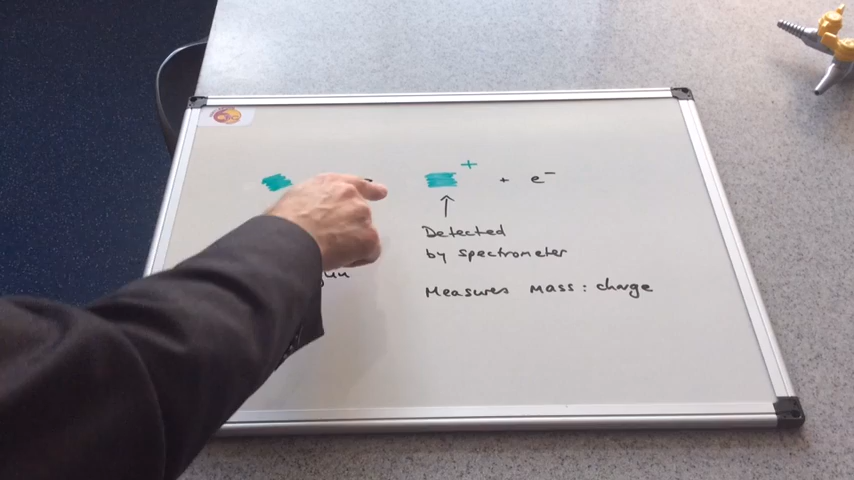 +
+ e⁻
Detected
by spectrometer
Measures mass : charge